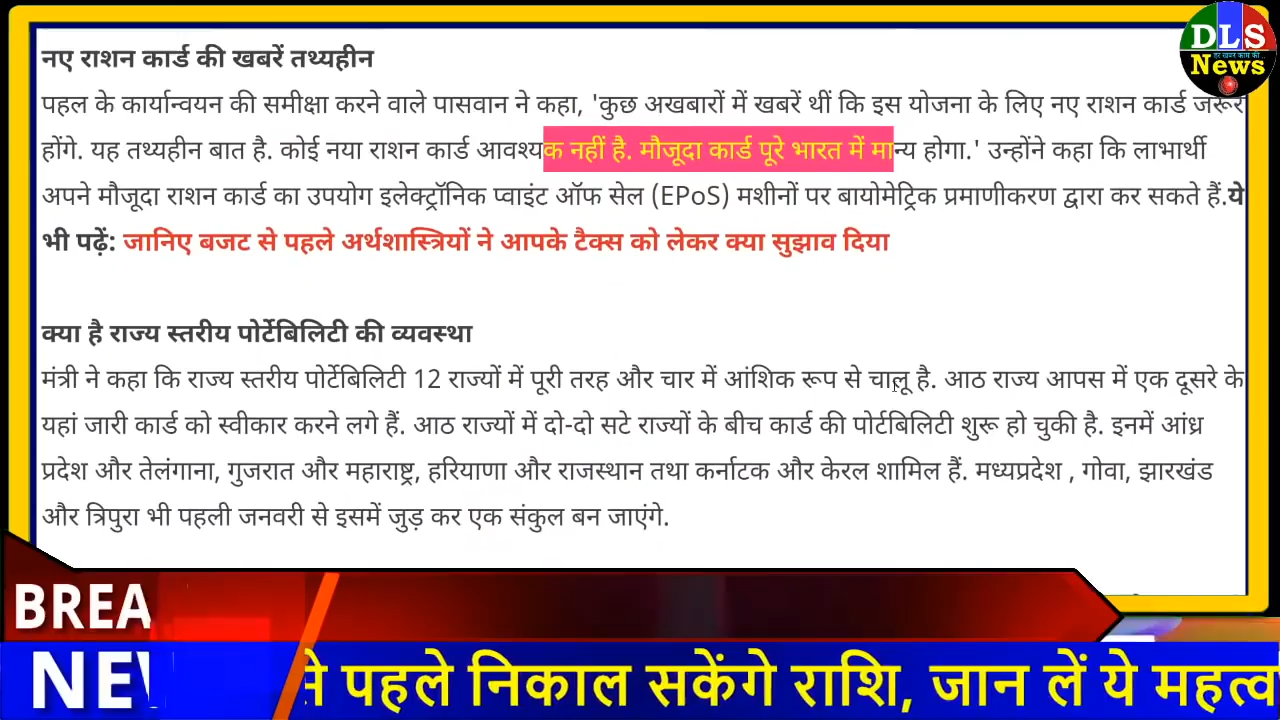 DLS
हर खबर काम की..
News
नए राशन कार्ड की खबरें तथ्यहीन
पहल के कार्यान्वयन की समीक्षा करने वाले पासवान ने कहा, 'कुछ अखबारों में खबरें थीं कि इस योजना के लिए नए राशन कार्ड जरूर
होंगे. यह तथ्यहीन बात है. कोई नया राशन कार्ड आवश्यक नहीं है. मौजूदा कार्ड पूरे भारत में मान्य होगा.' उन्होंने कहा कि लाभार्थी
अपने मौजूदा राशन कार्ड का उपयोग इलेक्ट्रॉनिक प्वाइंट ऑफ सेल (EPoS) मशीनों पर बायोमेट्रिक प्रमाणीकरण द्वारा कर सकते हैं.ये
भी पढ़ें: जानिए बजट से पहले अर्थशास्त्रियों ने आपके टैक्स को लेकर क्या सुझाव दिया
क्या है राज्य स्तरीय पोर्टेबिलिटी की व्यवस्था
मंत्री ने कहा कि राज्य स्तरीय पोर्टेबिलिटी 12 राज्यों में पूरी तरह और चार में आंशिक रूप से चालू है. आठ राज्य आपस में एक दूसरे के
यहां जारी कार्ड को स्वीकार करने लगे हैं. आठ राज्यों में दो-दो सटे राज्यों के बीच कार्ड की पोर्टबिलिटी शुरू हो चुकी है. इनमें आंध्र
प्रदेश और तेलंगाना, गुजरात और महाराष्ट्र, हरियाणा और राजस्थान तथा कर्नाटक और केरल शामिल हैं. मध्यप्रदेश , गोवा, झारखंड
और त्रिपुरा भी पहली जनवरी से इसमें जुड़ कर एक संकुल बन जाएंगे.
BREA
NEW
से पहले निकाल सकेंगे राशि, जान लें ये महत्व